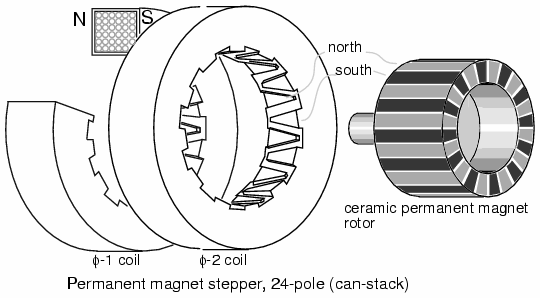 N S
north
south
ceramic permanent magnet
rotor
ϕ-1 coil ϕ-2 coil
Permanent magnet stepper, 24-pole (can-stack)